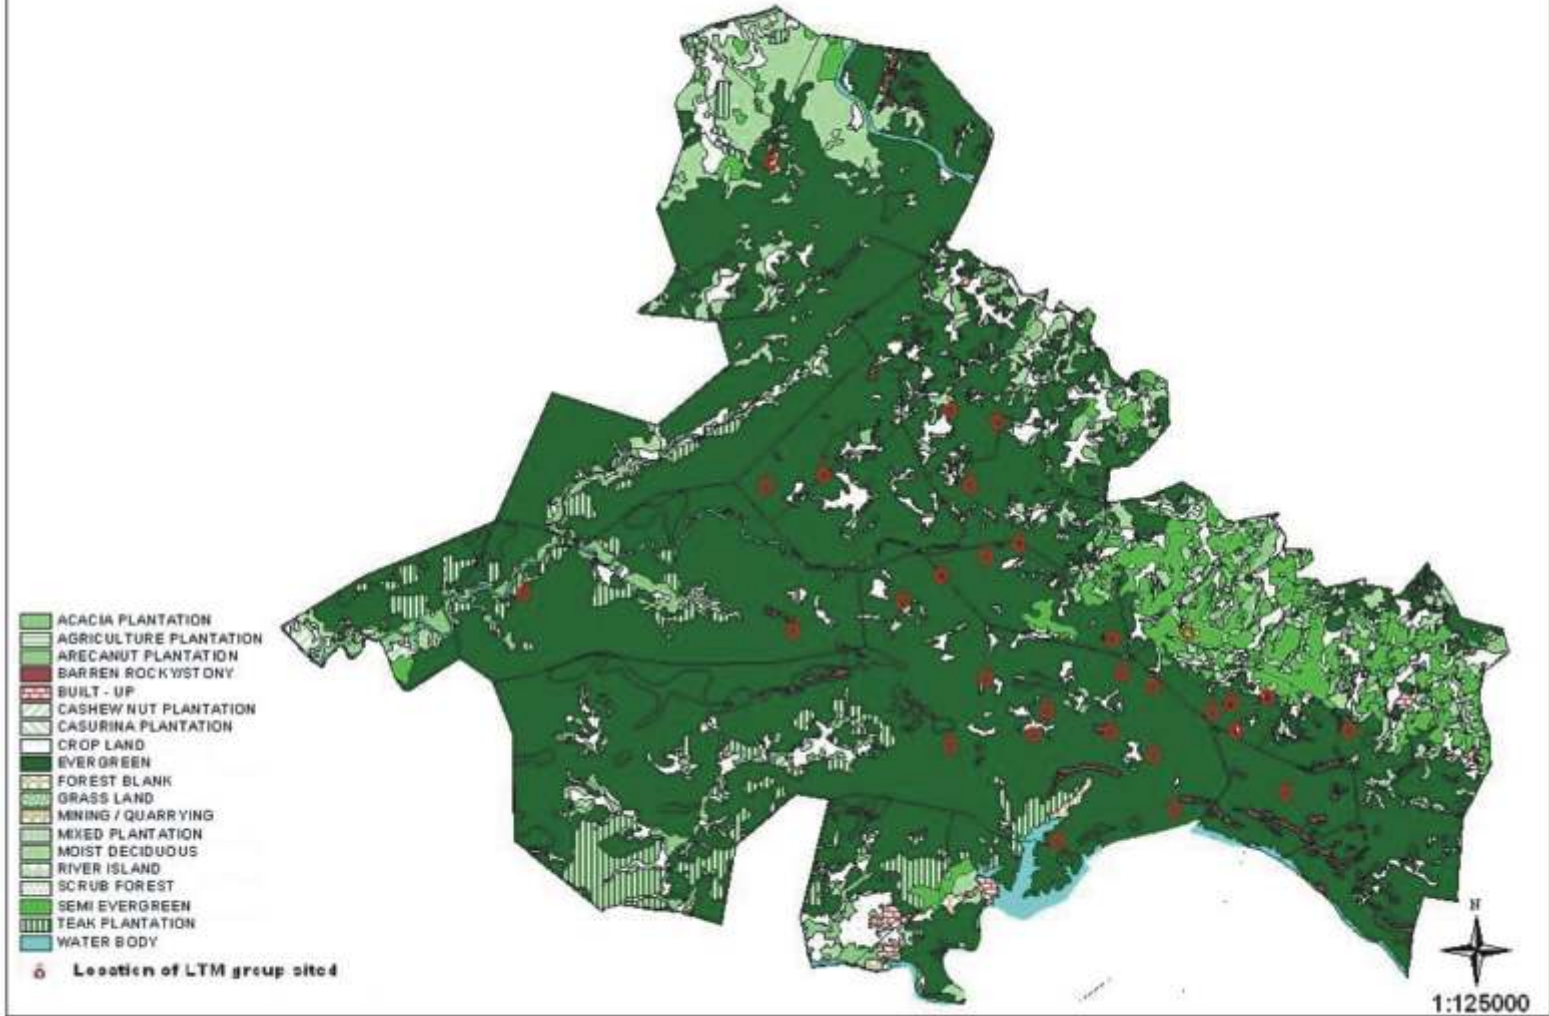 ACACIA PLANTATION
AGRICULTURE PLANTATION
ARECANUT PLANTATION
BARREN ROCKY/STONY
BUILT - UP
CASHEW NUT PLANTATION
CASURINA PLANTATION
CROP LAND
EVERGREEN
FOREST BLANK
GRASS LAND
MINING / QUARRYING
MIXED PLANTATION
MOIST DECIDUOUS
RIVER ISLAND
SCRUB FOREST
SEMI EVERGREEN
TEAK PLANTATION
WATER BODY
Location of LTM group sited
N
1:125000